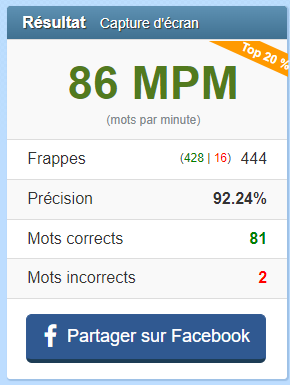 Résultat Capture d'écran
Top 20 %
86 MPM
(mots par minute)
Frappes (428 | 16) 444
Précision 92.24%
Mots corrects 81
Mots incorrects 2
f Partager sur Facebook